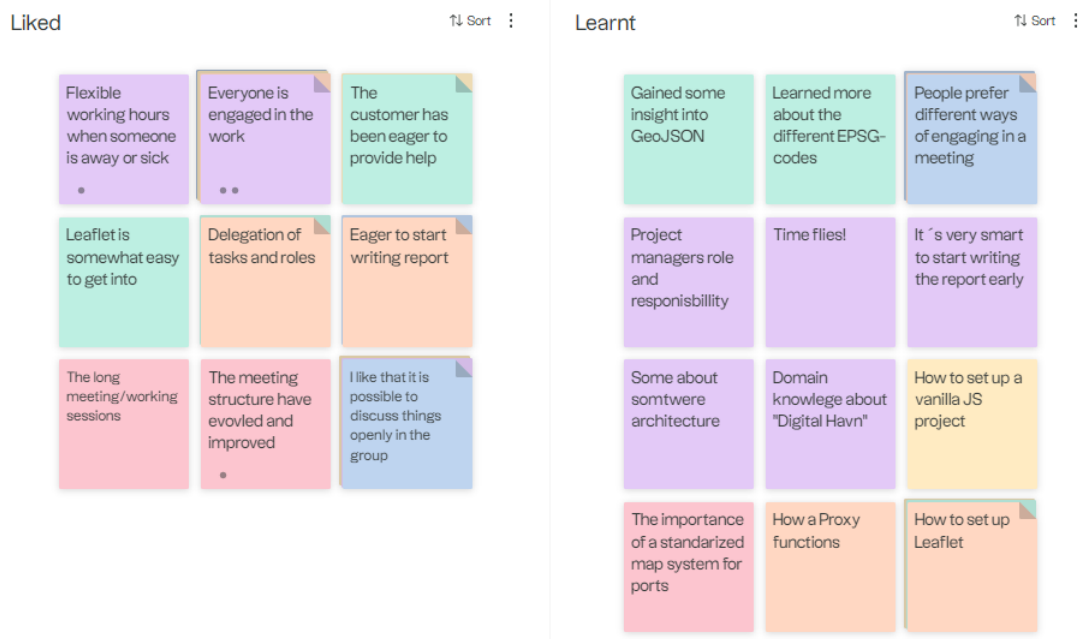 Liked
Sort
Flexible
working hours
when someone
is away or sick
Everyone is
engaged in the
work
The
customer has
been eager to
provide help
Leaflet is
somewhat easy
to get into
Delegation of
tasks and roles
Eager to start
writing report
The long
meeting/working
sessions
The meeting
structure have
evovled and
improved
I like that it is
possible to
discuss things
openly in the
group
Learnt
Sort
Gained some
insight into
GeoJSON
Learned more
about the
different EPSG-
codes
People prefer
different ways
of engaging in a
meeting
Project
managers role
and
responisbillity
Time flies!
It ´s very smart
to start writing
the report early
Some about
somtwere
architecture
Domain
knowlege about
"Digital Havn"
How to set up a
vanilla JS
project
The importance
of a standarized
map system for
ports
How a Proxy
functions
How to set up
Leaflet